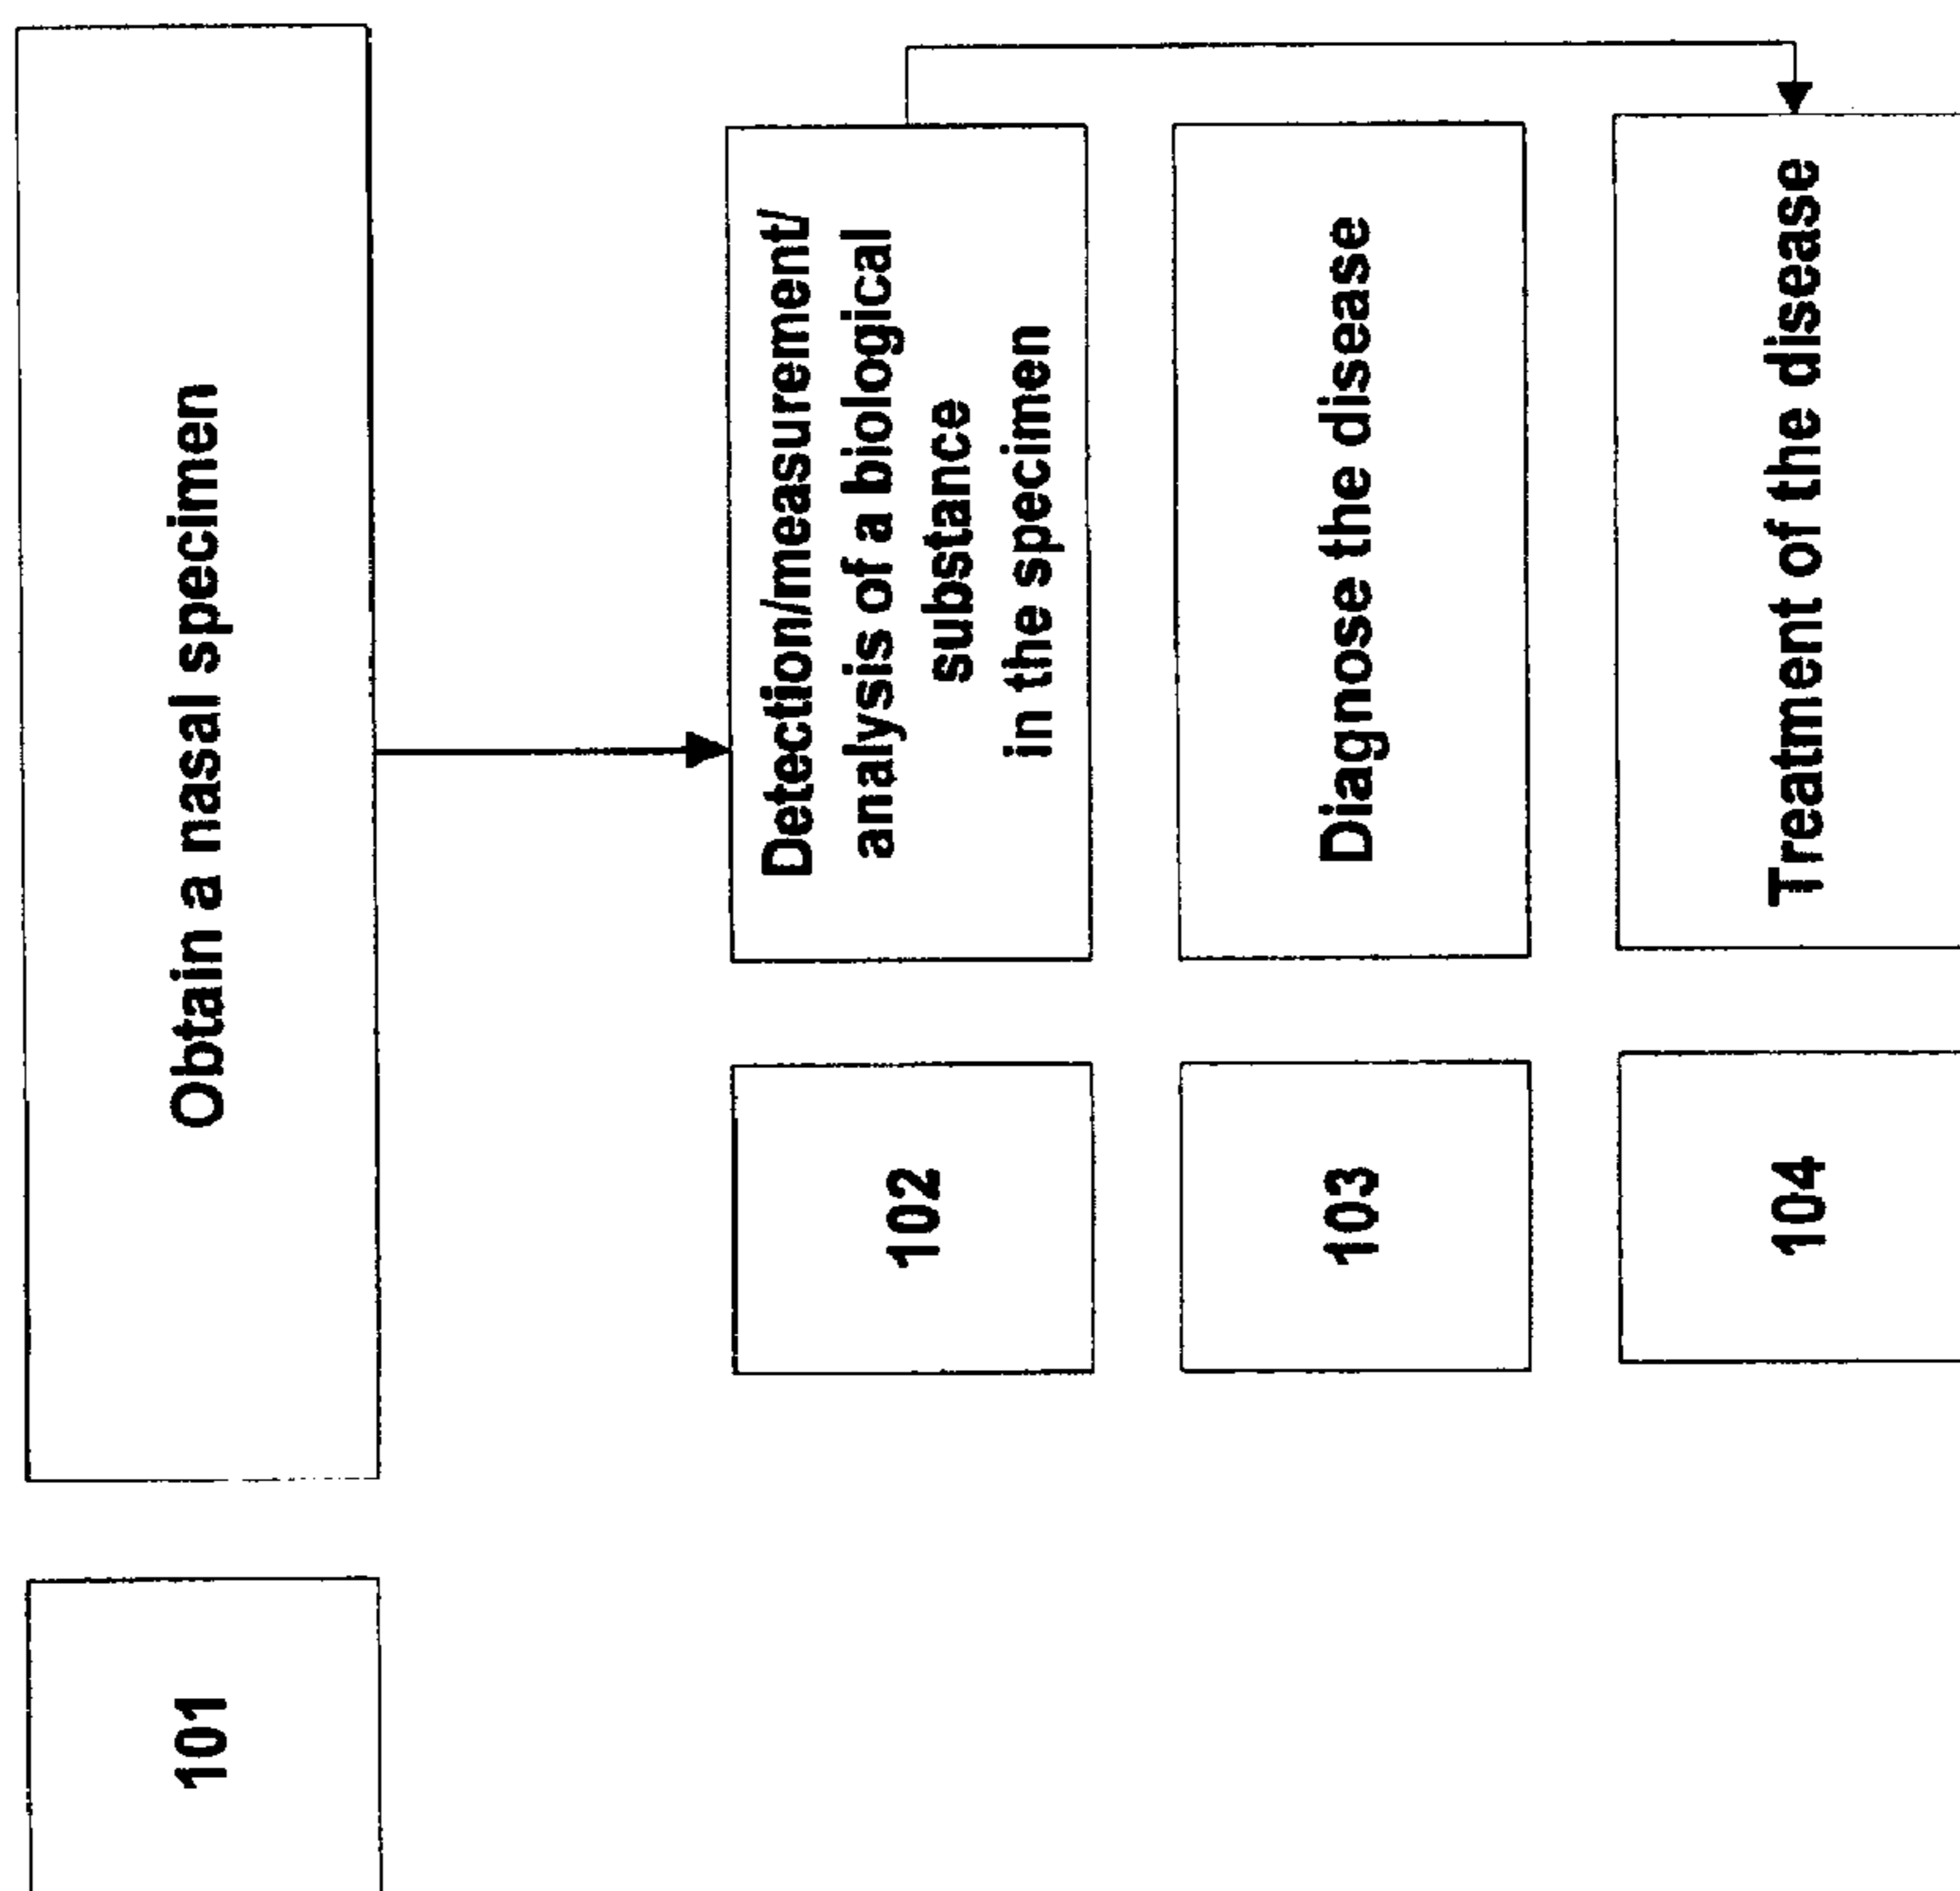 101
Obtain a nasal specimen
102
Detection/measurement/
analysis of a biological
substance
in the specimen
103
Diagnose the disease
104
Treatment of the disease